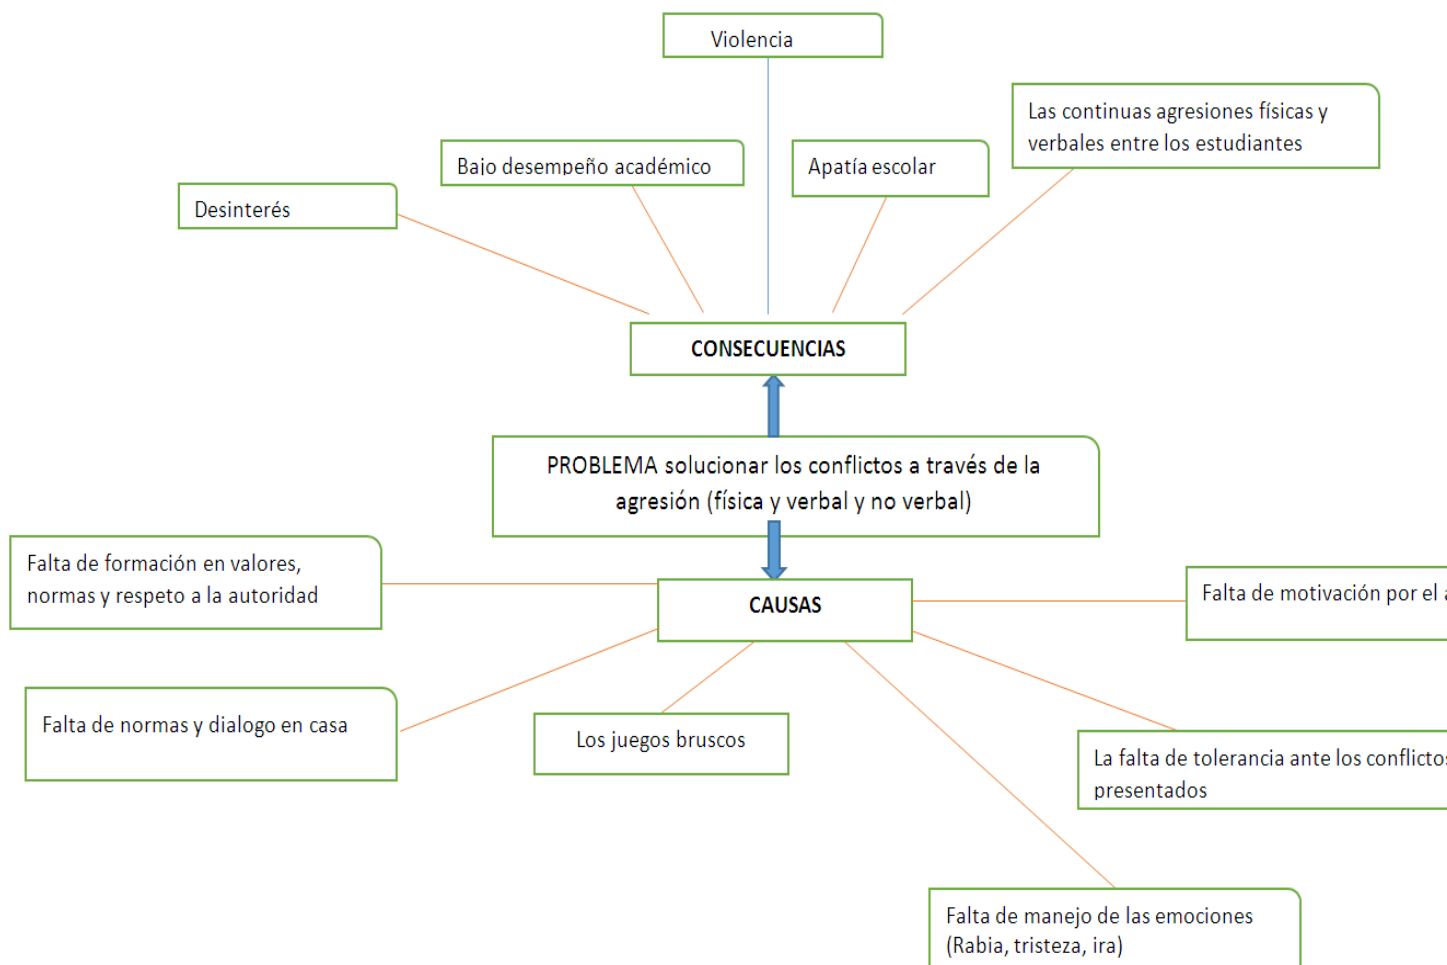 Violencia
Las continuas agresiones físicas y
verbales entre los estudiantes
Bajo desempeño académico
Apatía escolar
Desinterés
CONSECUENCIAS
PROBLEMA solucionar los conflictos a través de la
agresión (física y verbal y no verbal)
Falta de formación en valores,
normas y respeto a la autoridad
CAUSAS
Falta de motivación por el
Falta de normas y dialogo en casa
Los juegos bruscos
La falta de tolerancia ante los conflictos
presentados
Falta de manejo de las emociones
(Rabia, tristeza, ira)